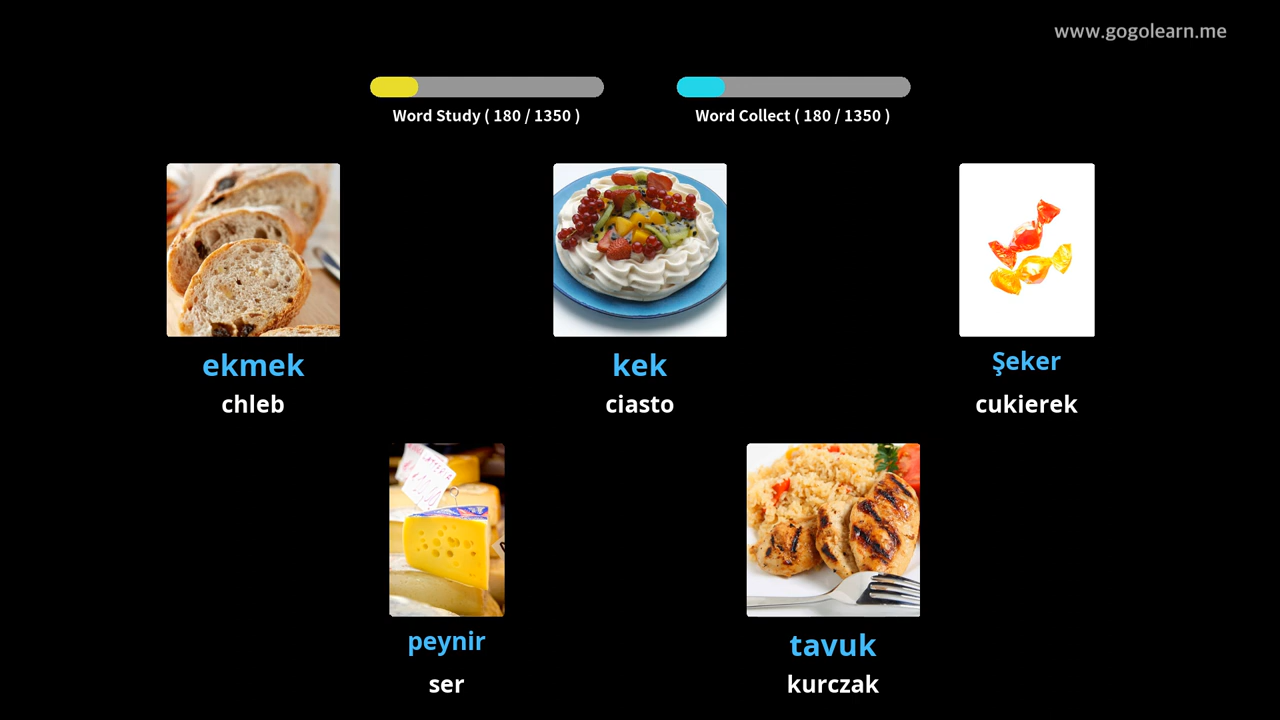 www.gogolearn.me
Word Study ( 180 / 1350 )
Word Collect ( 180 / 1350 )
ekmek
chleb
kek
ciasto
Şeker
cukierek
peynir
ser
tavuk
kurczak